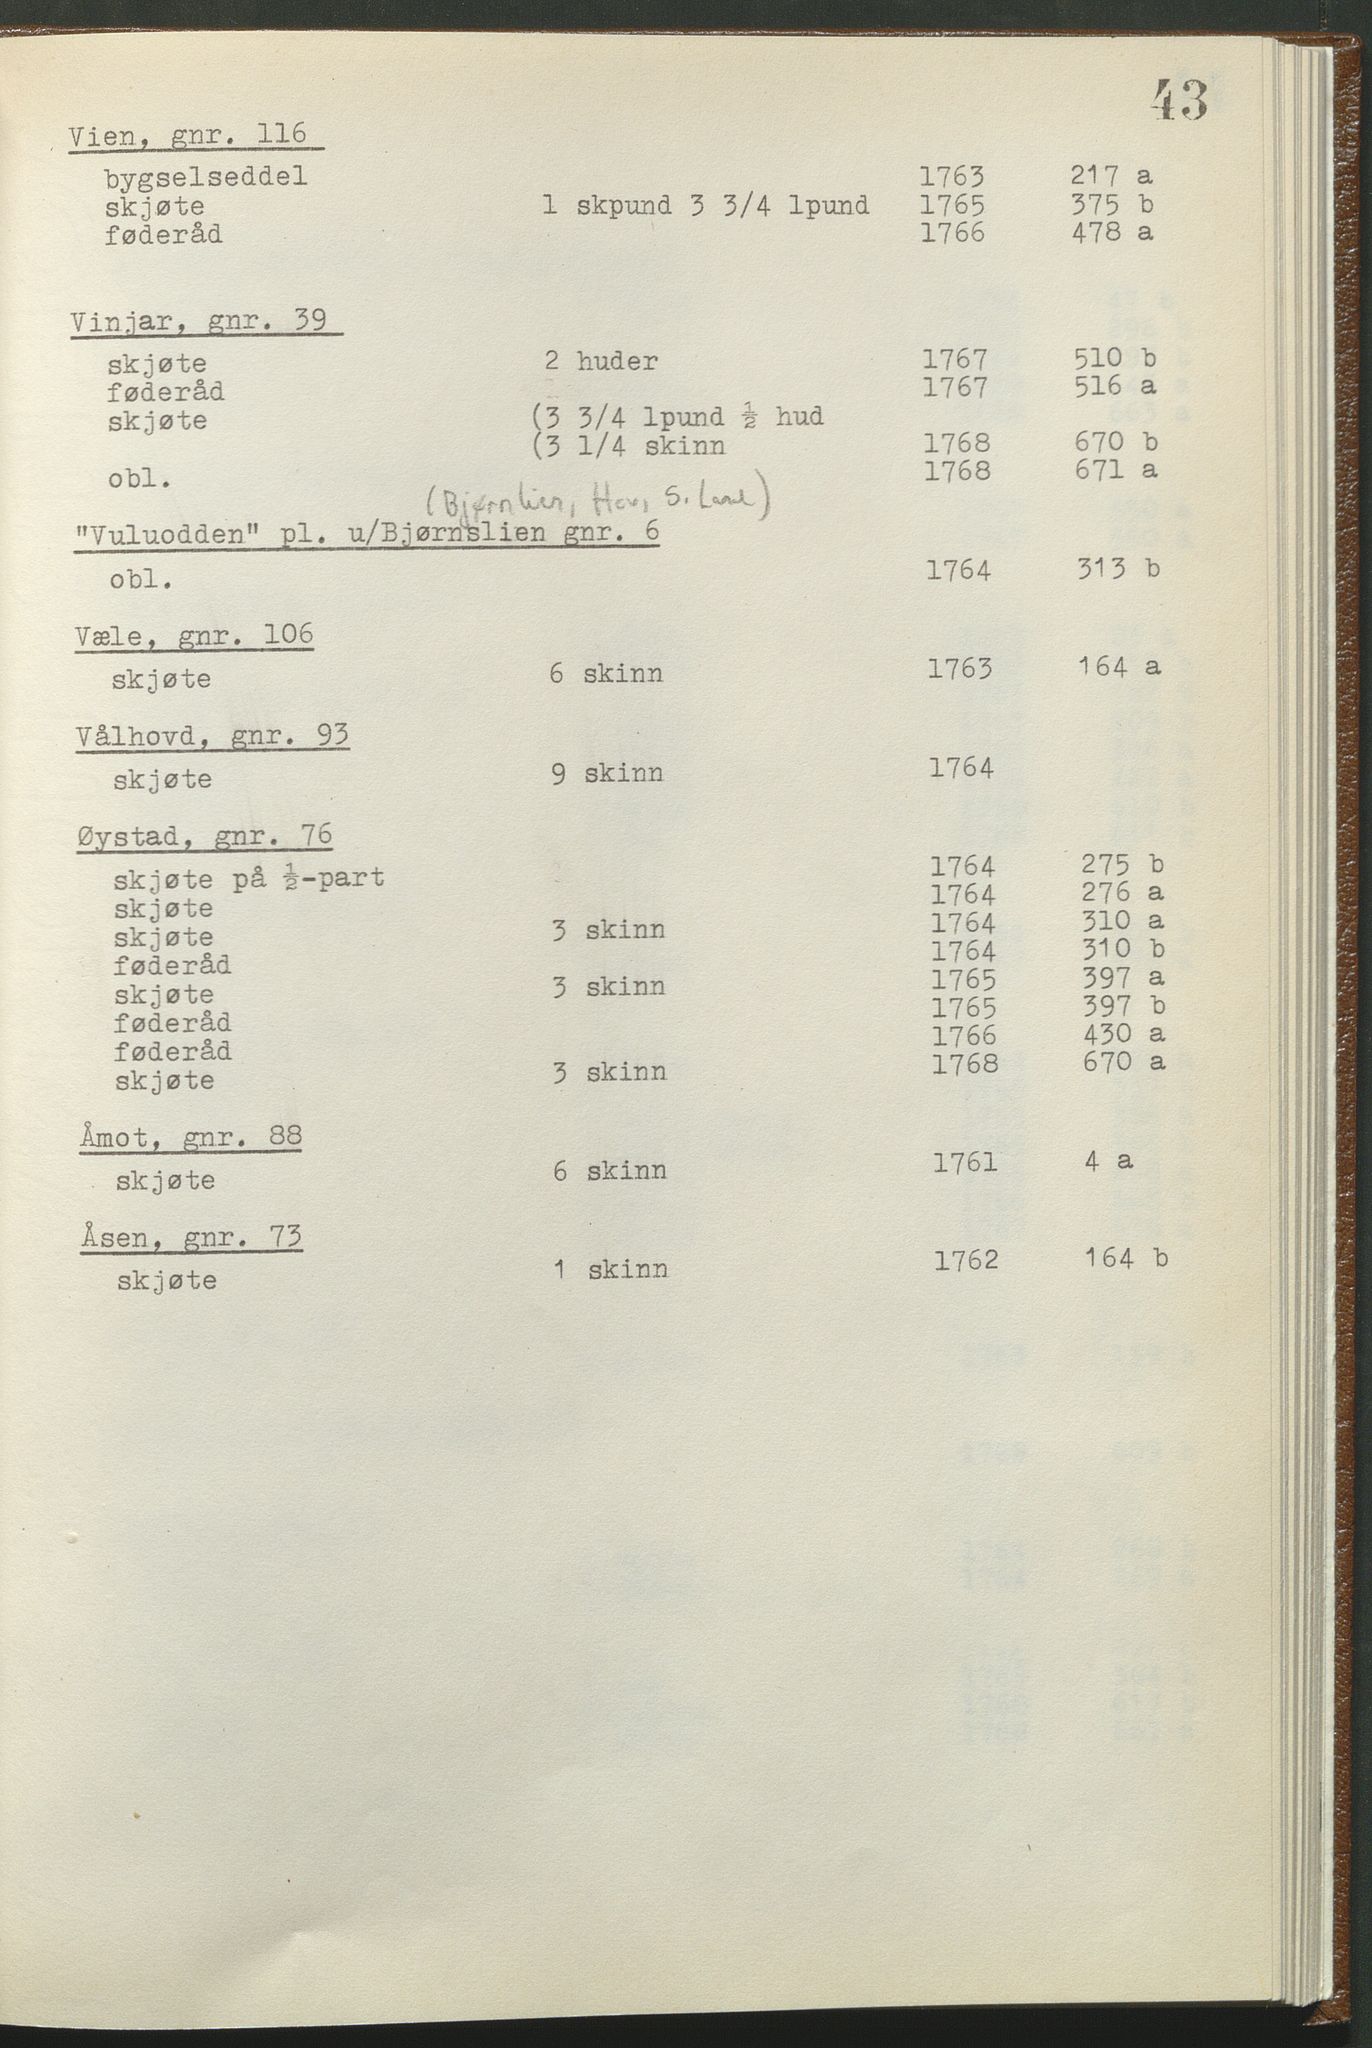 43
Vien, gnr. 116
bygselseddel 1763 217 a
skjøte 1 skpund 3 3/4 lpund 1765 375 b
føderåd 1766 478 a
Vinjar, gnr. 39
skjøte 2 huder 1767 510 b
føderåd 1767 516 a
skjøte (3 3/4 lpund ½ hud
(3 1/4 skinn 1768 670 b
obl. 1768 671 a
(Bjørnlien, Hov, S. Land)
"Vuluodden" pl. u/Bjørnslien gnr. 6
obl. 1764 313 b
Væle, gnr. 106
skjøte 6 skinn 1763 164 a
Vålhovd, gnr. 93
skjøte 9 skinn 1764
Øystad, gnr. 76
skjøte på ½-part 1764 275 b
skjøte 1764 276 a
skjøte 3 skinn 1764 310 a
føderåd 1764 310 b
skjøte 3 skinn 1765 397 a
føderåd 1765 397 b
føderåd 1766 430 a
skjøte 3 skinn 1768 670 a
Åmot, gnr. 88
skjøte 6 skinn 1761 4 a
Åsen, gnr. 73
skjøte 1 skinn 1762 164 b